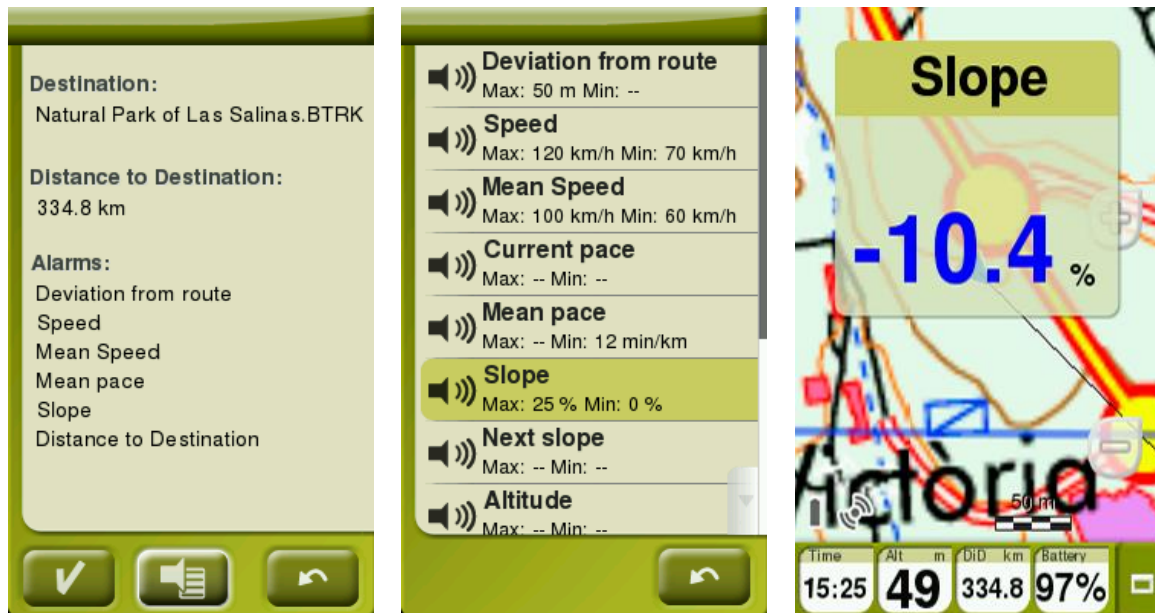 Destination:
Natural Park of Las Salinas.BTRK
Distance to Destination:
334.8 km
Alarms:
Deviation from route
Speed
Mean Speed
Mean pace
Slope
Distance to Destination
Deviation from route
Max: 50 m Min: --
Speed
Max: 120 km/h Min: 70 km/h
Mean Speed
Max: 100 km/h Min: 60 km/h
Current pace
Max: -- Min: --
Mean pace
Max: -- Min: 12 min/km
Slope
Max: 25 % Min: 0 %
Next slope
Max: -- Min: --
Altitude
Max: -- Min: --
Slope
-10.4 %
Victòria
50 m
Time Alt m DiD km Battery
15:25 49 334.8 97%